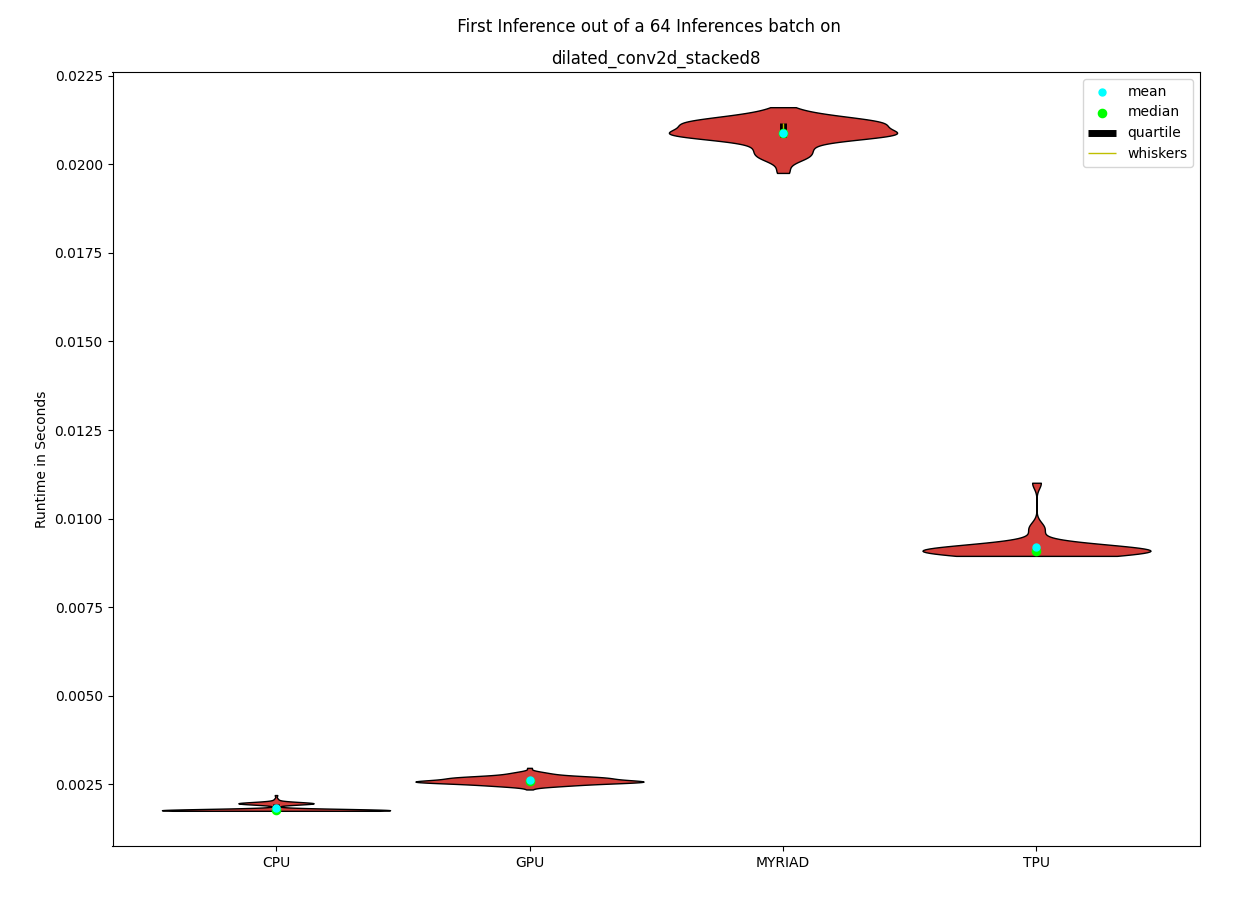 First Inference out of a 64 Inferences batch on
dilated_conv2d_stacked8
mean
median
quartile
whiskers
Runtime in Seconds
0.0225
0.0200
0.0175
0.0150
0.0125
0.0100
0.0075
0.0050
0.0025
CPU GPU MYRIAD TPU